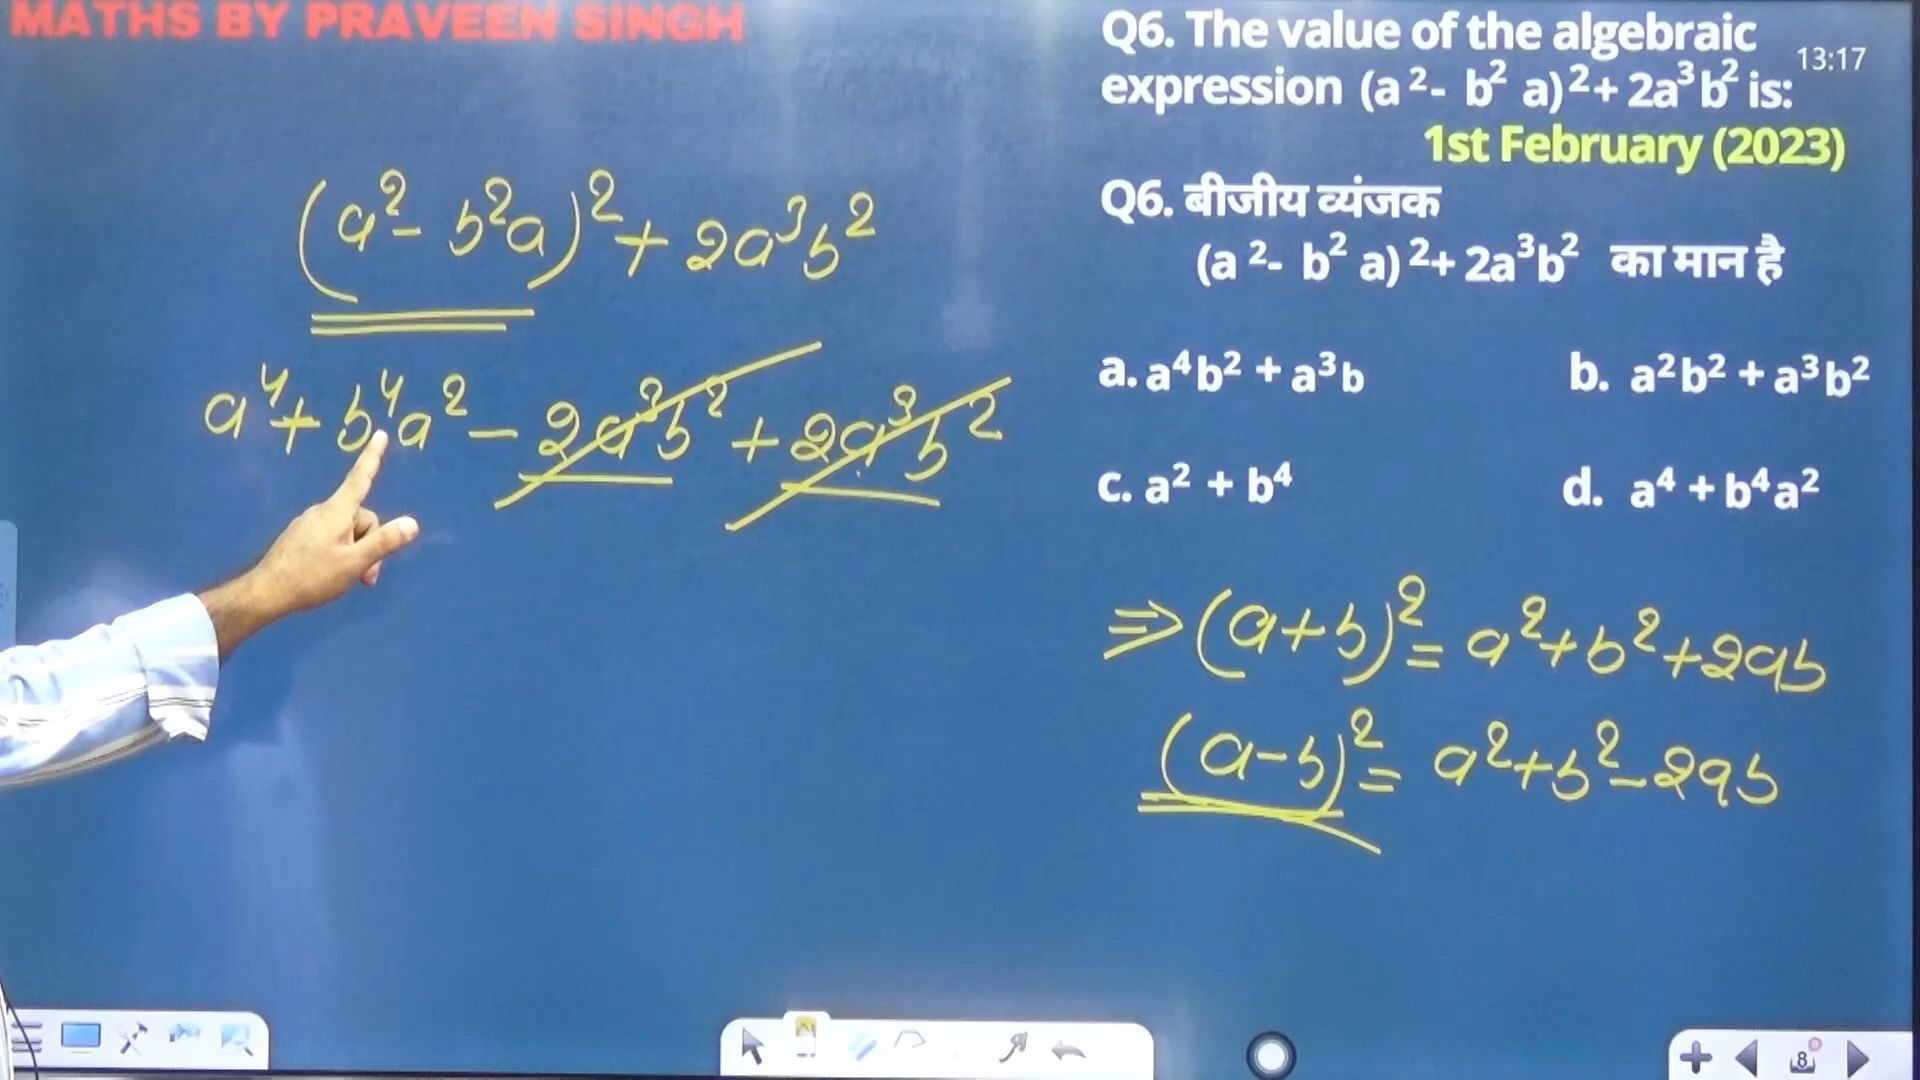 MATHS BY PRAVEEN SINGH
Q6. The value of the algebraic
13:17
expression (a² - b² a)² + 2a³b² is:
1st February (2023)
Q6. बीजीय व्यंजक
(a² - b² a)² + 2a³b² का मान है
a. a⁴b² + a³b
b. a²b² + a³b²
c. a² + b⁴
d. a⁴ + b⁴a²
(a² - b²a)² + 2a³b²
a⁴ + b⁴a² - 2a³b² + 2a³b²
⇒ (a+b)² = a² + b² + 2ab
(a-b)² = a² + b² - 2ab
8